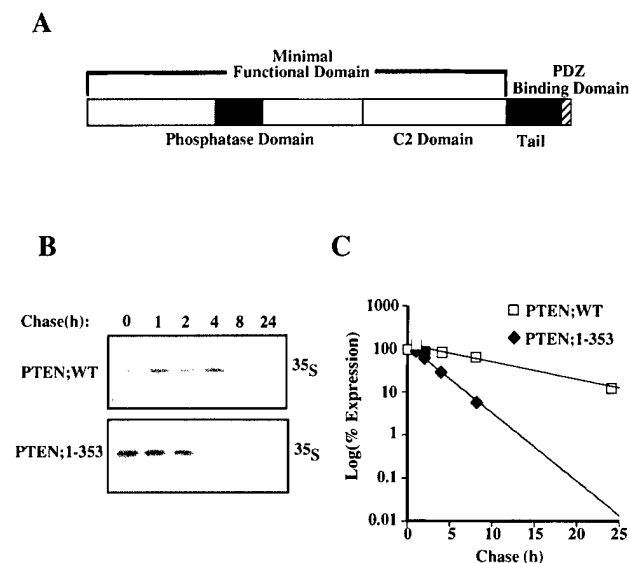 A
Minimal
Functional Domain
PDZ
Binding Domain
Phosphatase Domain
C2 Domain
Tail
B
Chase(h): 0 1 2 4 8 24
PTEN;WT
35S
PTEN;1-353
35S
C
PTEN;WT
PTEN;1-353
Log(% Expression)
1000
100
10
1
0.1
0.01
0 5 10 15 20 25
Chase (h)